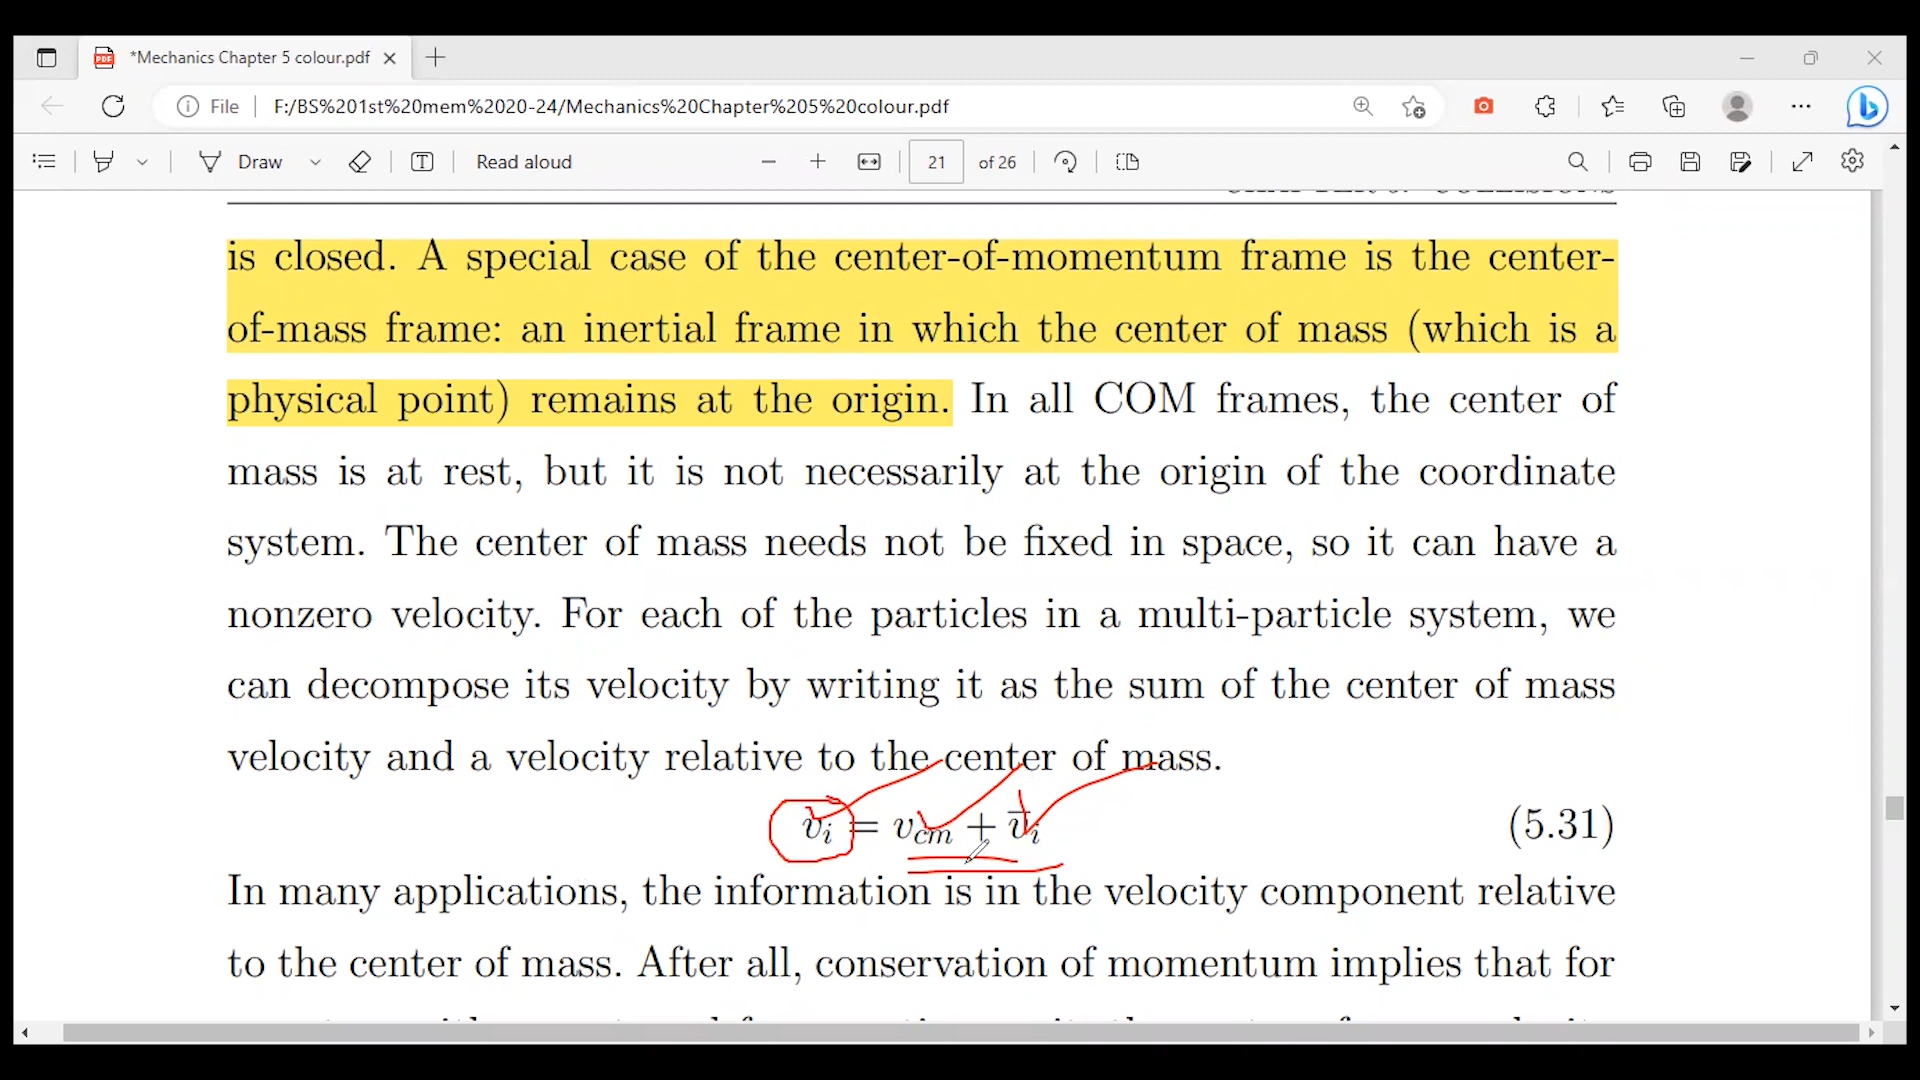 *Mechanics Chapter 5 colour.pdf
File F:/BS%201st%20mem%2020-24/Mechanics%20Chapter%205%20colour.pdf
Draw Read aloud 21 of 26
is closed. A special case of the center-of-momentum frame is the center-
of-mass frame: an inertial frame in which the center of mass (which is a
physical point) remains at the origin. In all COM frames, the center of
mass is at rest, but it is not necessarily at the origin of the coordinate
system. The center of mass needs not be fixed in space, so it can have a
nonzero velocity. For each of the particles in a multi-particle system, we
can decompose its velocity by writing it as the sum of the center of mass
velocity and a velocity relative to the center of mass.
v_i = v_cm + v̅_i (5.31)
In many applications, the information is in the velocity component relative
to the center of mass. After all, conservation of momentum implies that for